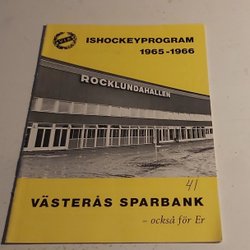 ISHOCKEYPROGRAM
1965-1966
ROCKLUNDAHALLEN
41
VÄSTERÅS SPARBANK
– också för Er